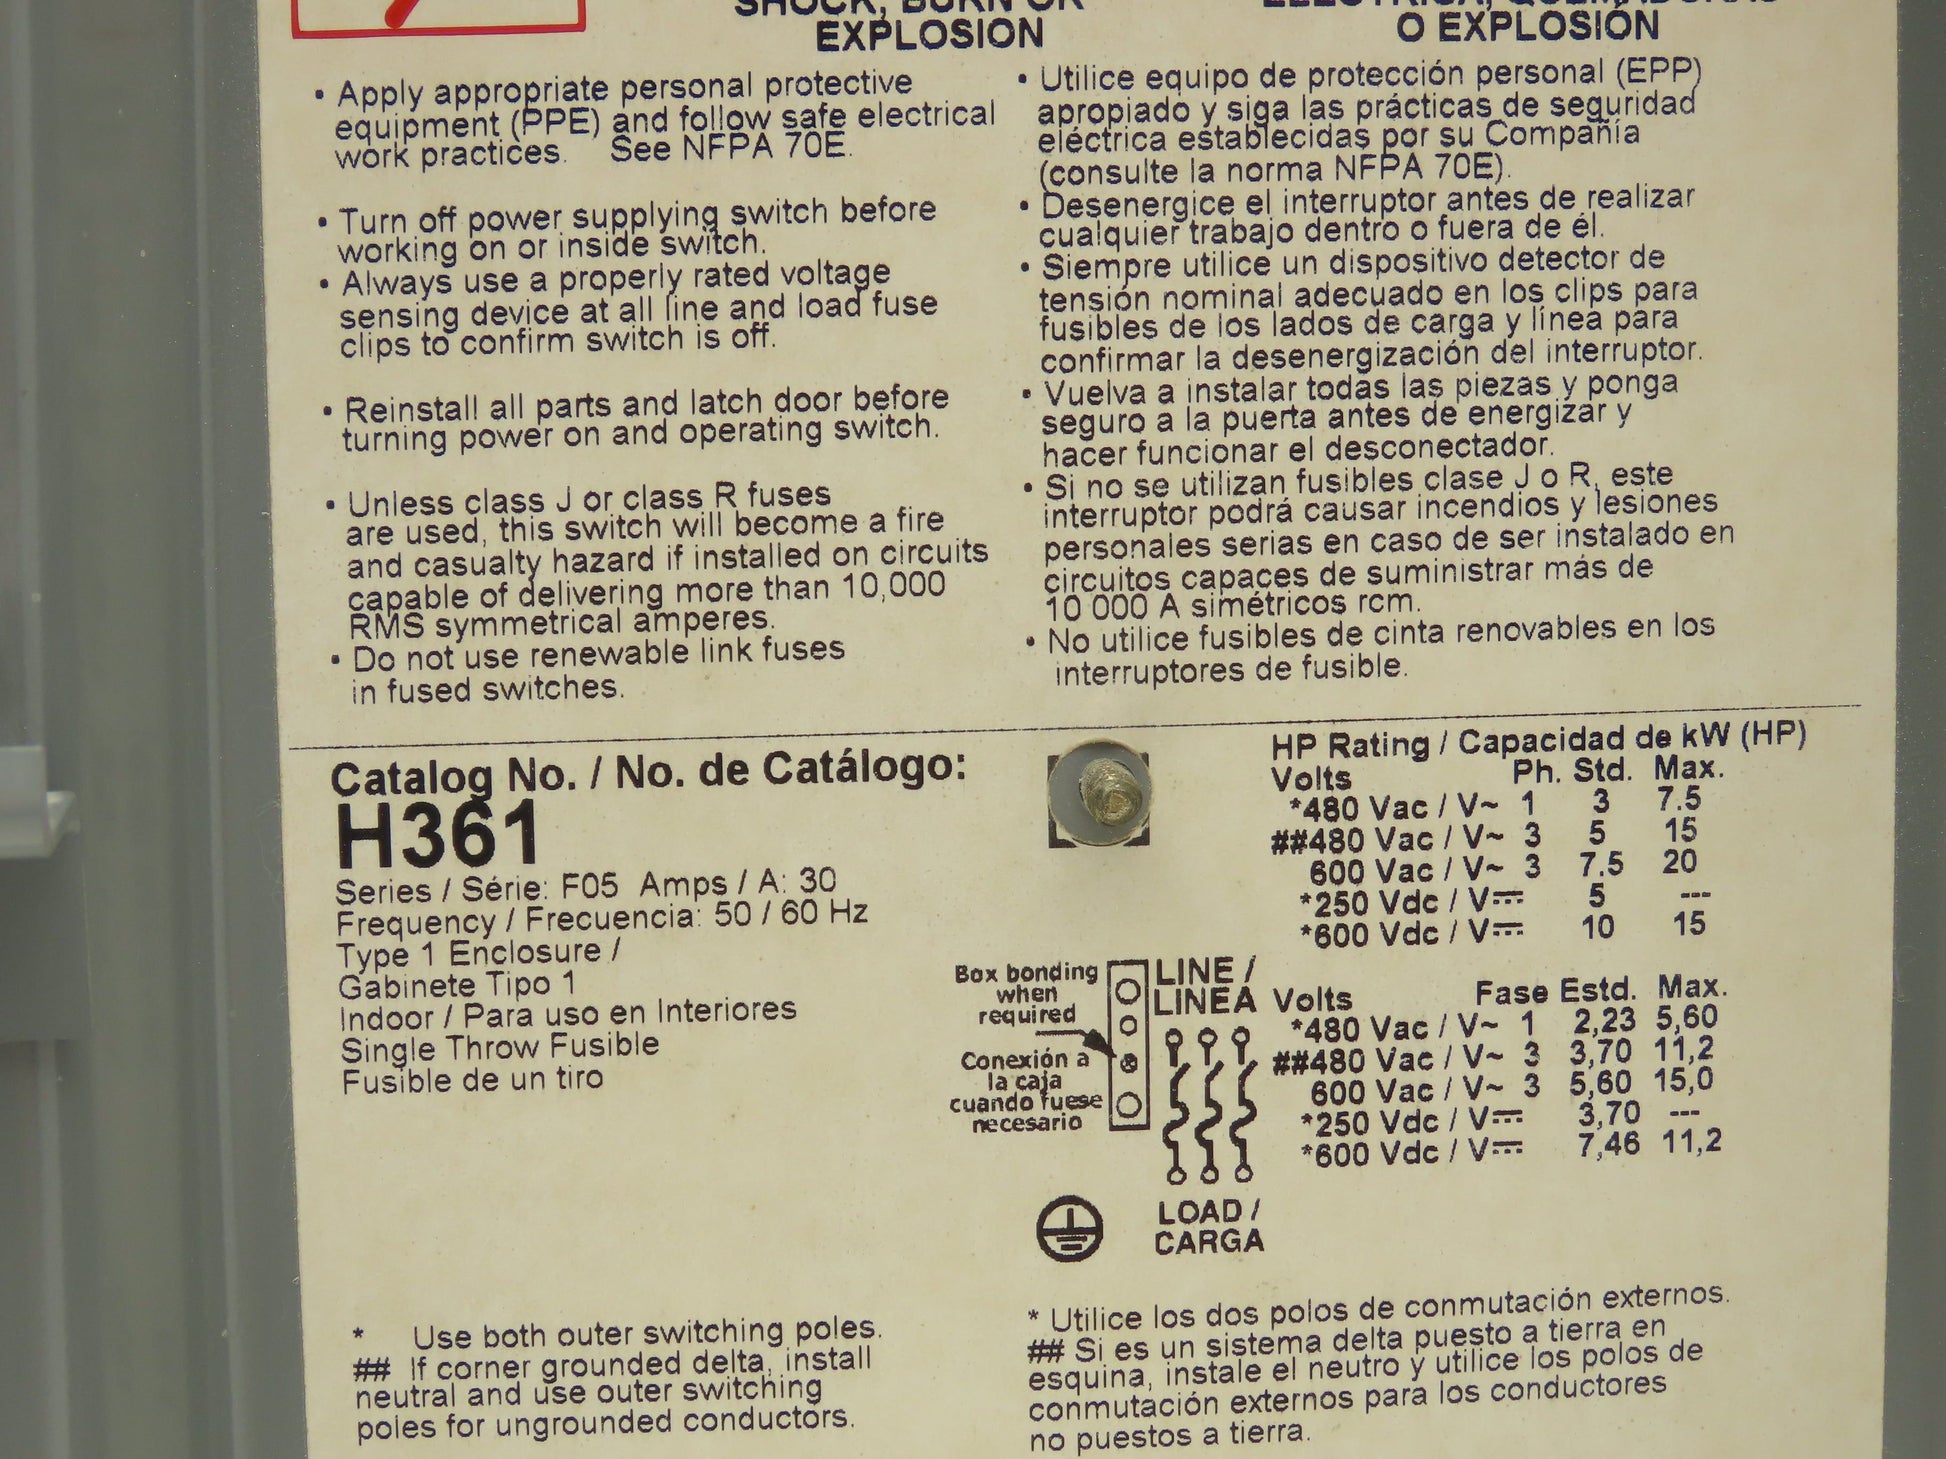 SHOCK, BURN OR
EXPLOSION
• Apply appropriate personal protective
equipment (PPE) and follow safe electrical
work practices. See NFPA 70E.
• Turn off power supplying switch before
working on or inside switch.
• Always use a properly rated voltage
sensing device at all line and load fuse
clips to confirm switch is off.
• Reinstall all parts and latch door before
turning power on and operating switch.
• Unless class J or class R fuses
are used, this switch will become a fire
and casualty hazard if installed on circuits
capable of delivering more than 10,000
RMS symmetrical amperes.
• Do not use renewable link fuses
in fused switches.
ELECTRICA, QUEMADURAS
O EXPLOSIÓN
• Utilice equipo de protección personal (EPP)
apropiado y siga las prácticas de seguridad
eléctrica establecidas por su Compañía
(consulte la norma NFPA 70E).
• Desenergice el interruptor antes de realizar
cualquier trabajo dentro o fuera de él.
• Siempre utilice un dispositivo detector de
tensión nominal adecuado en los clips para
fusibles de los lados de carga y línea para
confirmar la desenergización del interruptor.
• Vuelva a instalar todas las piezas y ponga
seguro a la puerta antes de energizar y
hacer funcionar el desconectador.
• Si no se utilizan fusibles clase J o R, este
interruptor podrá causar incendios y lesiones
personales serias en caso de ser instalado en
circuitos capaces de suministrar más de
10 000 A simétricos rcm.
• No utilice fusibles de cinta renovables en los
interruptores de fusible.
Catalog No. / No. de Catálogo:
H361
Series / Série: F05 Amps / A: 30
Frequency / Frecuencia: 50 / 60 Hz
Type 1 Enclosure /
Gabinete Tipo 1
Indoor / Para uso en Interiores
Single Throw Fusible
Fusible de un tiro
HP Rating / Capacidad de kW (HP)
Volts Ph. Std. Max.
*480 Vac / V~ 1 3 7.5
##480 Vac / V~ 3 5 15
600 Vac / V~ 3 7.5 20
*250 Vdc / V⎓ 5 ---
*600 Vdc / V⎓ 10 15
Box bonding
when
required
Conexión a
la caja
cuando fuese
necesario
LINE /
LINEA
LOAD /
CARGA
Volts Fase Estd. Max.
*480 Vac / V~ 1 2,23 5,60
##480 Vac / V~ 3 3,70 11,2
600 Vac / V~ 3 5,60 15,0
*250 Vdc / V⎓ 3,70 ---
*600 Vdc / V⎓ 7,46 11,2
* Use both outer switching poles.
## If corner grounded delta, install
neutral and use outer switching
poles for ungrounded conductors.
* Utilice los dos polos de conmutación externos.
## Si es un sistema delta puesto a tierra en
esquina, instale el neutro y utilice los polos de
conmutación externos para los conductores
no puestos a tierra.